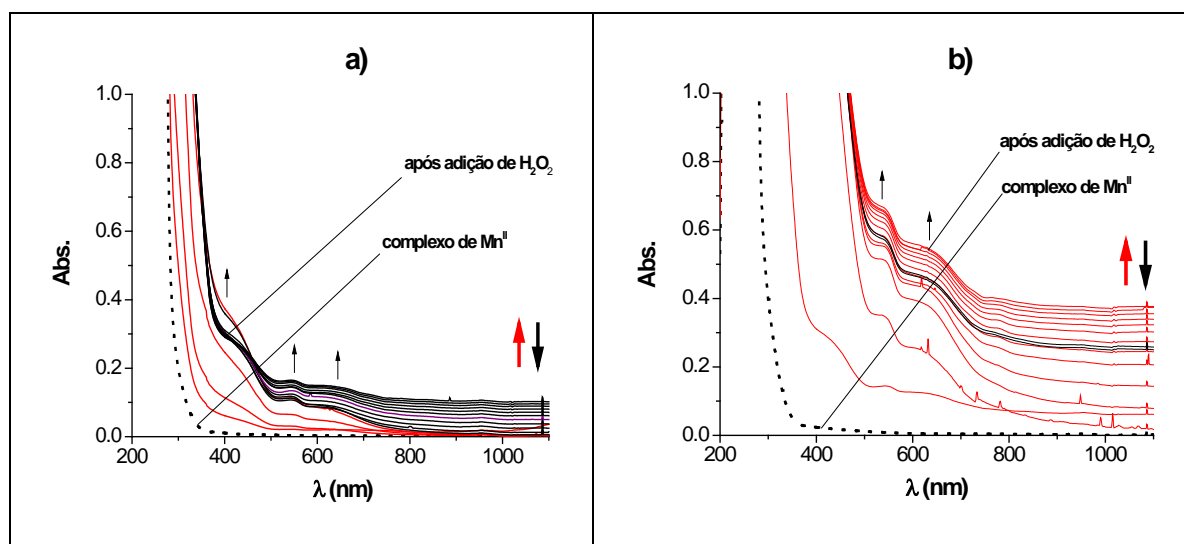 a)
1.0
0.8
0.6
0.4
0.2
0.0
Abs.
após adição de H₂O₂
complexo de Mnᴵᴵ
200
400
600
800
1000
λ (nm)
b)
1.0
0.8
0.6
0.4
0.2
0.0
Abs.
após adição de H₂O₂
complexo de Mnᴵᴵ
200
400
600
800
1000
λ (nm)